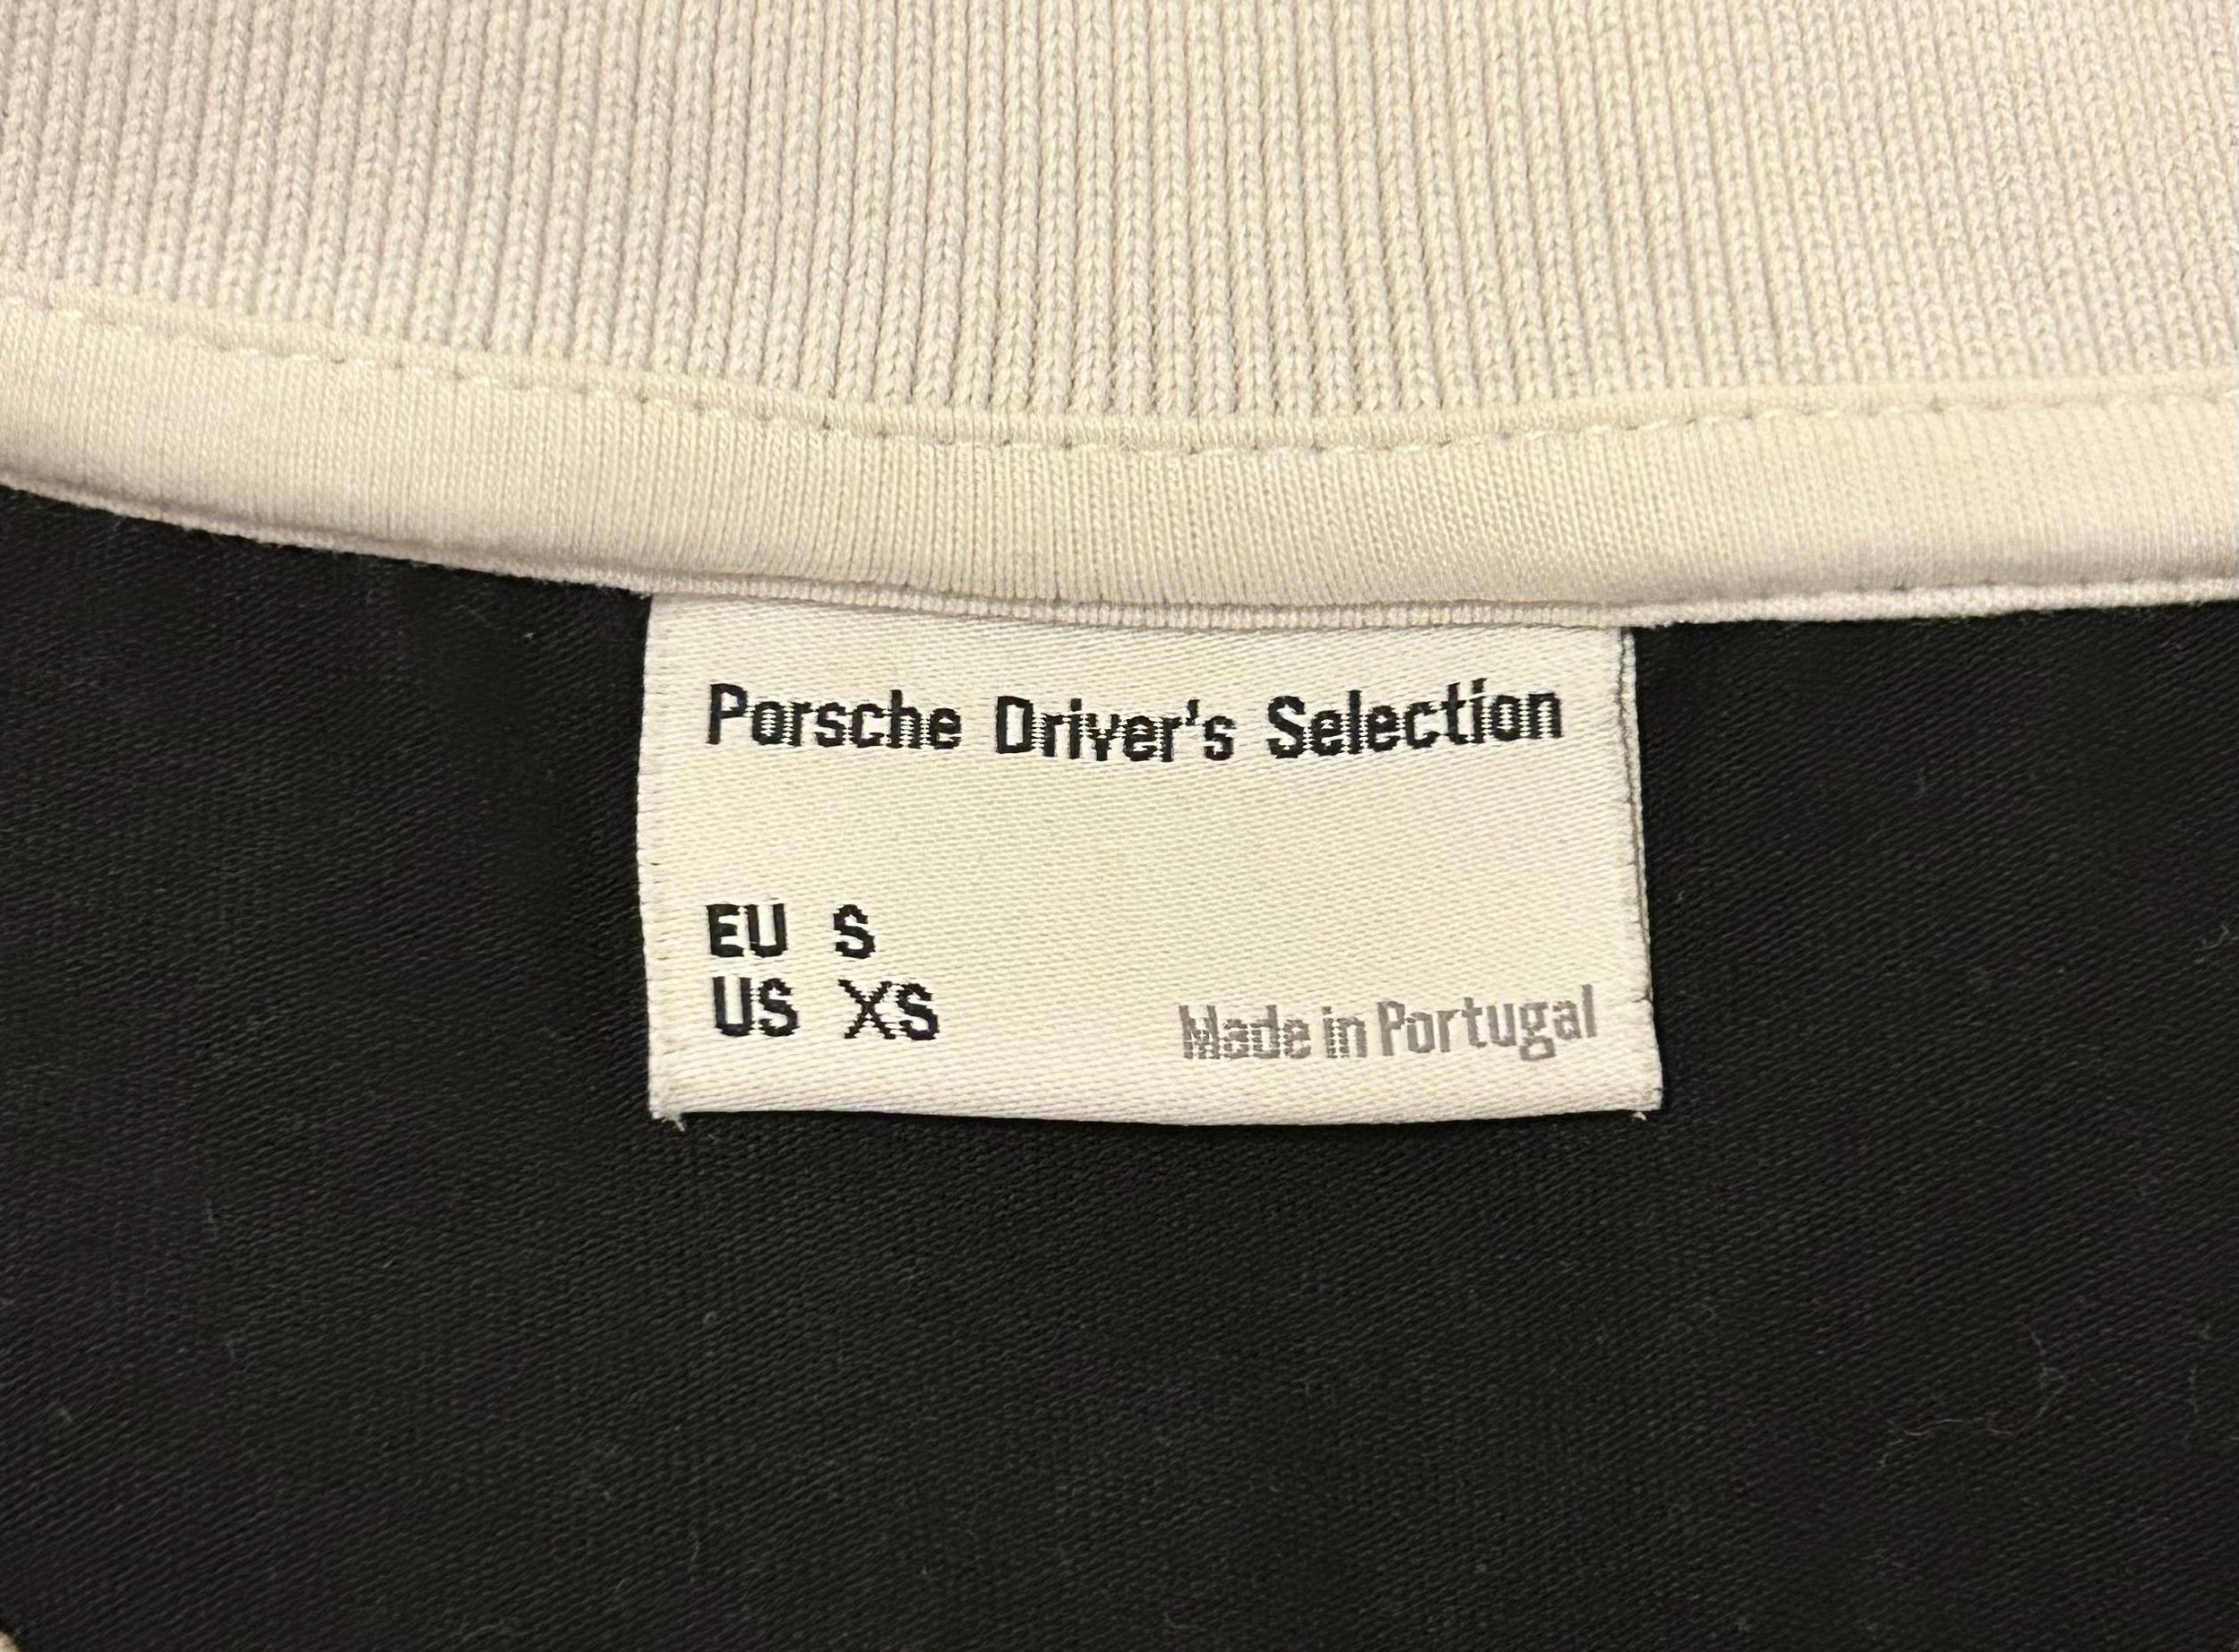 Porsche Driver's Selection
EU S
US XS
Made in Portugal